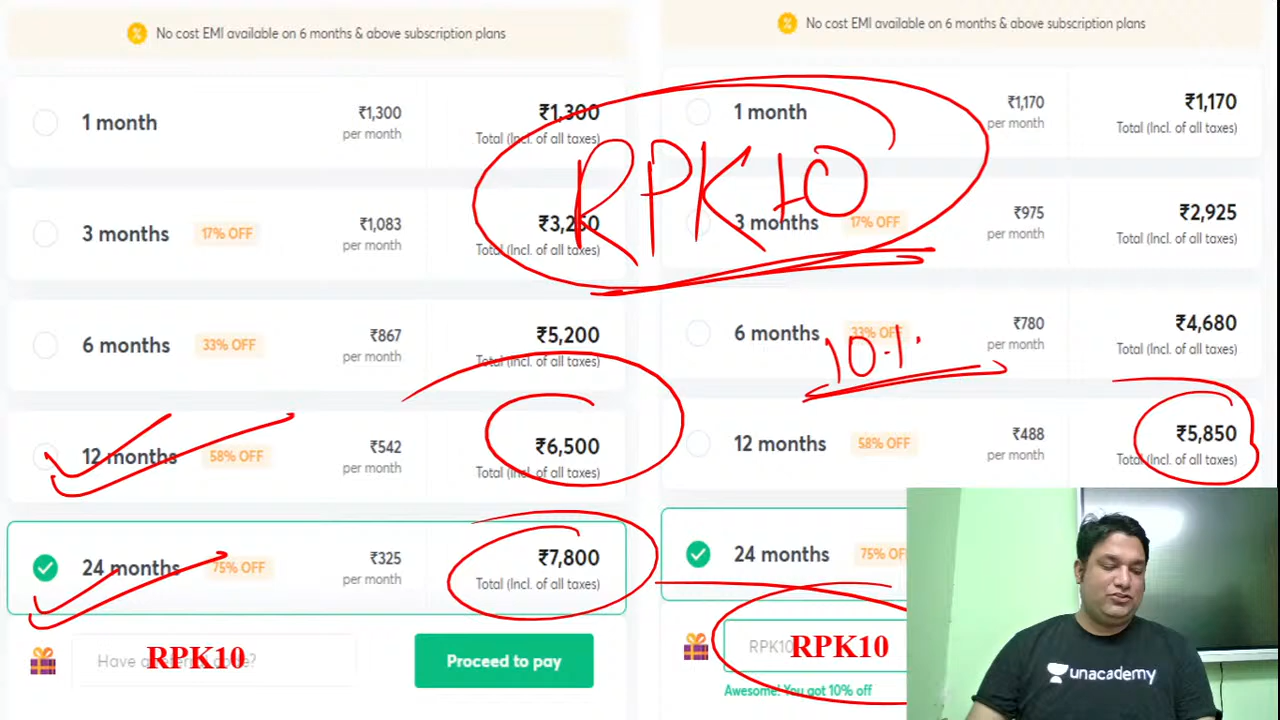 No cost EMI available on 6 months & above subscription plans
1 month
₹1,300
per month
₹1,300
Total (Incl. of all taxes)
3 months
17% OFF
₹1,083
per month
₹3,250
Total (Incl. of all taxes)
6 months
33% OFF
₹867
per month
₹5,200
Total (Incl. of all taxes)
12 months
58% OFF
₹542
per month
₹6,500
Total (Incl. of all taxes)
24 months
75% OFF
₹325
per month
₹7,800
Total (Incl. of all taxes)
RPK10
Proceed to pay
No cost EMI available on 6 months & above subscription plans
1 month
₹1,170
per month
₹1,170
Total (Incl. of all taxes)
RPK10
3 months
17% OFF
₹975
per month
₹2,925
Total (Incl. of all taxes)
6 months
33% OFF
₹780
per month
₹4,680
Total (Incl. of all taxes)
10%
12 months
58% OFF
₹488
per month
₹5,850
Total (Incl. of all taxes)
24 months
75% OF
RPK10
RPK10
Awesome! You got 10% off
unacademy